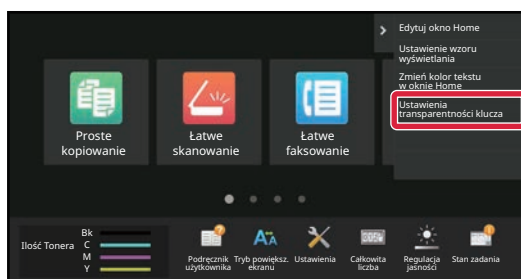 Edytuj okno Home
Ustawienie wzoru
wyświetlania
Zmień kolor tekstu
w oknie Home
Ustawienia
transparentności klucza
Proste
kopiowanie
Łatwe
skanowanie
Łatwe
faksowanie
Ilość Tonera
Bk
C
M
Y
Podręcznik
użytkownika
Tryb powiększ.
ekranu
Ustawienia
Całkowita
liczba
Regulacja
jasności
Stan zadania